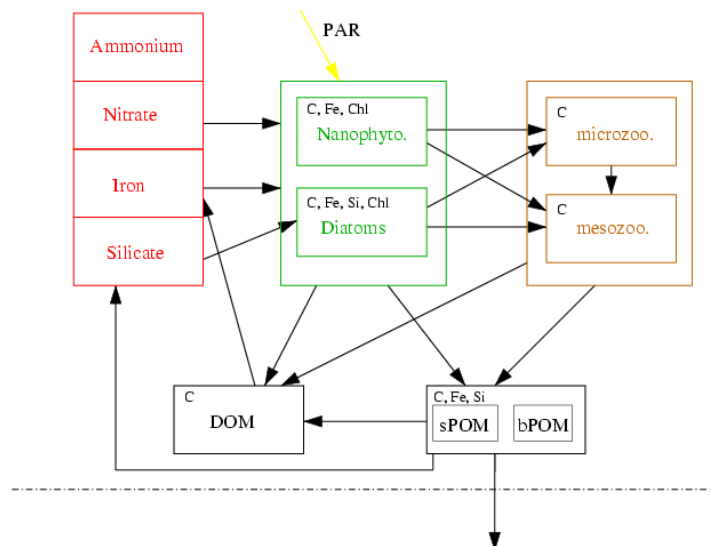 PAR
Ammonium
Nitrate
Iron
Silicate
C, Fe, Chl
Nanophyto.
C, Fe, Si, Chl
Diatoms
C
microzoo.
C
mesozoo.
C
DOM
C, Fe, Si
sPOM
bPOM